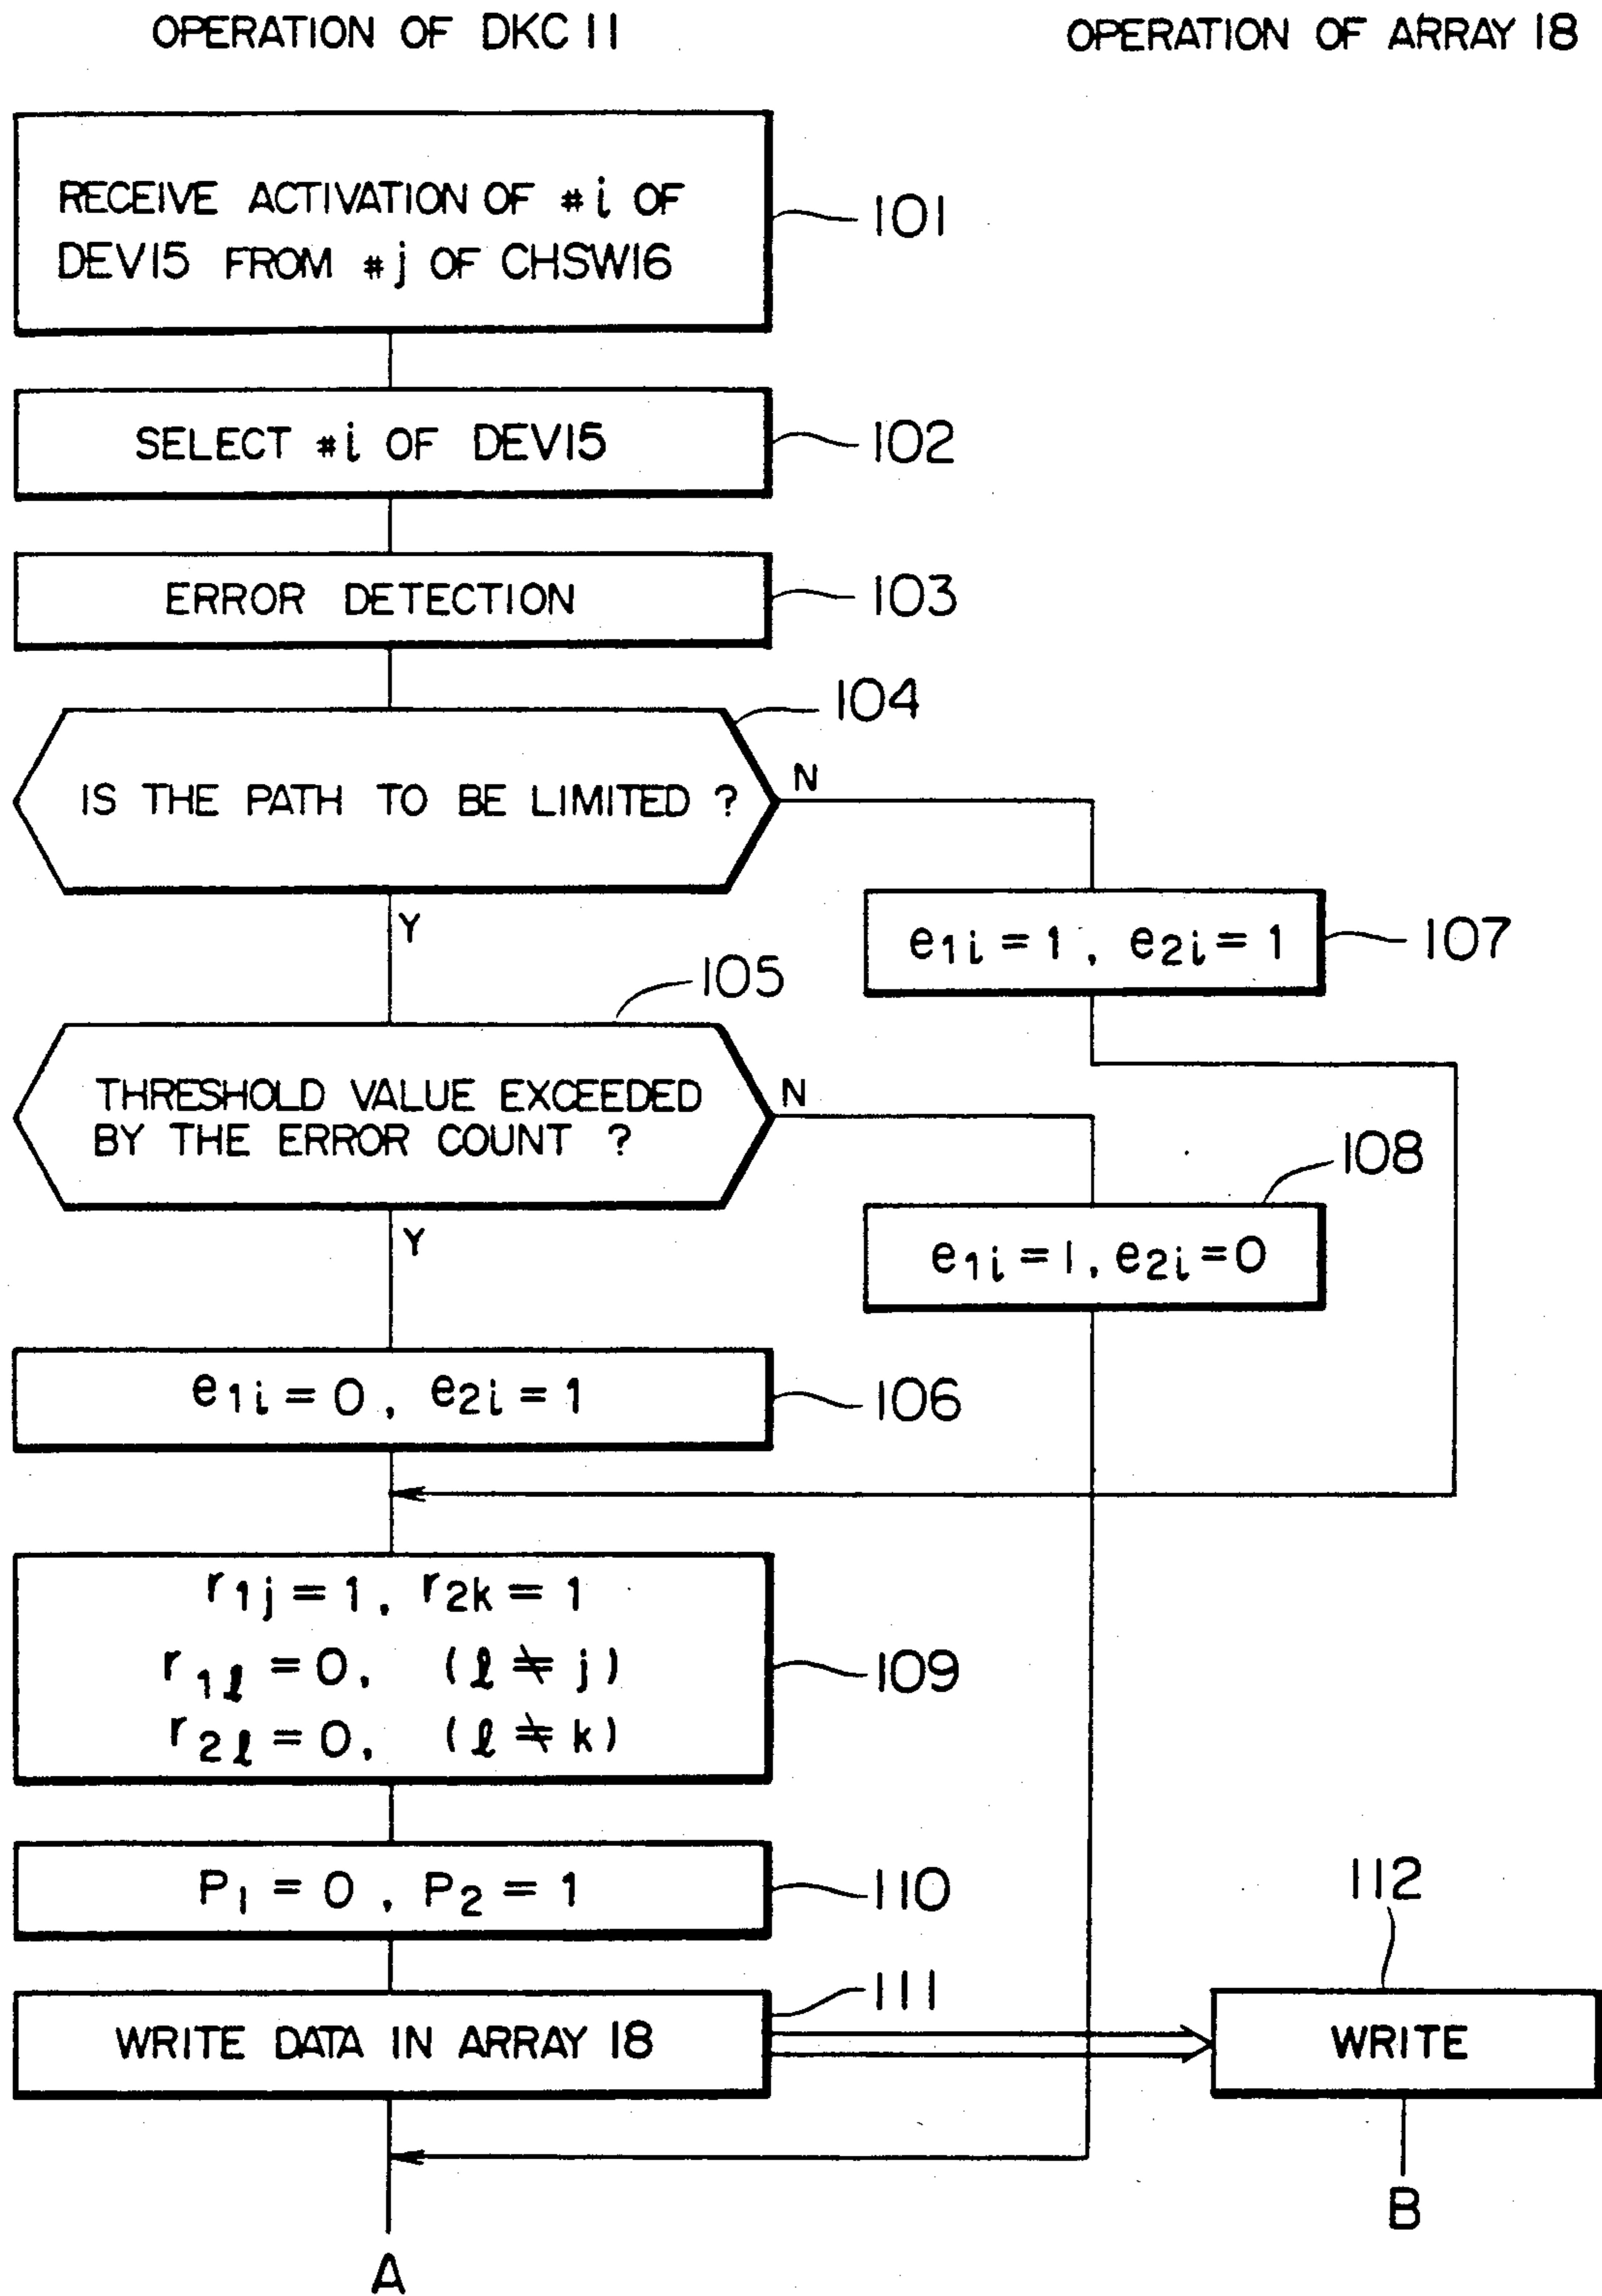 OPERATION OF DKC 11
OPERATION OF ARRAY 18
RECEIVE ACTIVATION OF #i OF
DEV15 FROM #j OF CHSW16
101
SELECT #i OF DEV15
102
ERROR DETECTION
103
104
IS THE PATH TO BE LIMITED ?
N
Y
e1i = 1, e2i = 1
107
105
THRESHOLD VALUE EXCEEDED
BY THE ERROR COUNT ?
N
Y
108
e1i = 1, e2i = 0
e1i = 0, e2i = 1
106
r1j = 1, r2k = 1
r1ℓ = 0, (ℓ ≠ j)
r2ℓ = 0, (ℓ ≠ k)
109
P1 = 0, P2 = 1
110
111
WRITE DATA IN ARRAY 18
112
WRITE
A
B